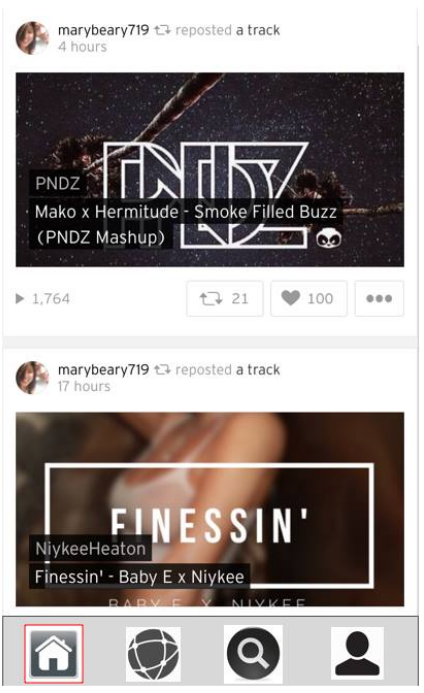 marybeary719 reposted a track
4 hours
PNDZ
PNDZ
Mako x Hermitude - Smoke Filled Buzz
(PNDZ Mashup)
1,764 21 100
marybeary719 reposted a track
17 hours
FINESSIN'
NiykeeHeaton
Finessin' - Baby E x Niykee
BABY E X NIYKEE